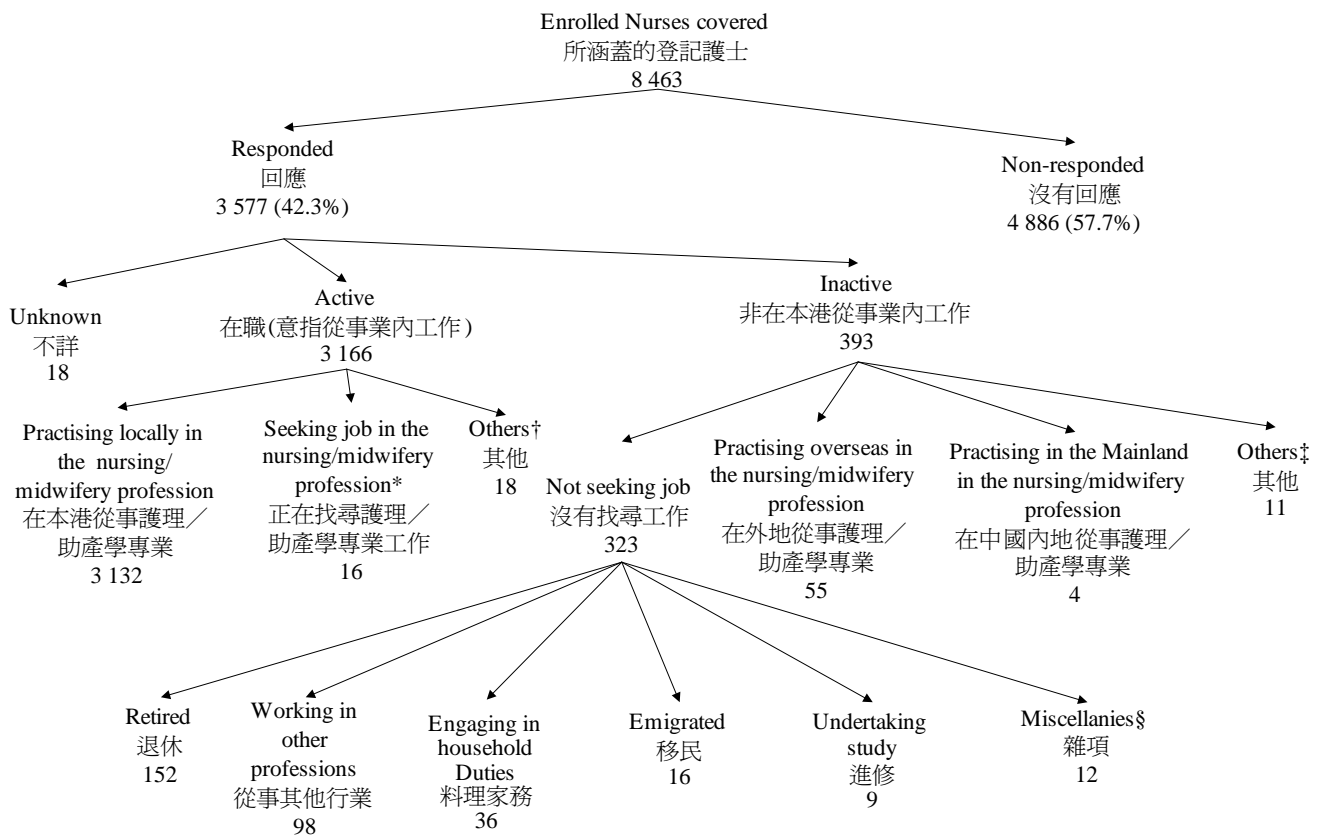 Enrolled Nurses covered
所涵蓋的登記護士
8 463
Responded
回應
3 577 (42.3%)
Non-responded
沒有回應
4 886 (57.7%)
Unknown
不詳
18
Active
在職(意指從事業內工作)
3 166
Inactive
非在本港從事業內工作
393
Practising locally in
the nursing/
midwifery profession
在本港從事護理／
助產學專業
3 132
Seeking job in the
nursing/midwifery
profession*
正在找尋護理／
助產學專業工作
16
Others†
其他
18
Not seeking job
沒有找尋工作
323
Practising overseas in
the nursing/midwifery
profession
在外地從事護理／
助產學專業
55
Practising in the Mainland
in the nursing/midwifery
profession
在中國內地從事護理／
助產學專業
4
Others‡
其他
11
Retired
退休
152
Working in
other
professions
從事其他行業
98
Engaging in
household
Duties
料理家務
36
Emigrated
移民
16
Undertaking
study
進修
9
Miscellanies§
雜項
12